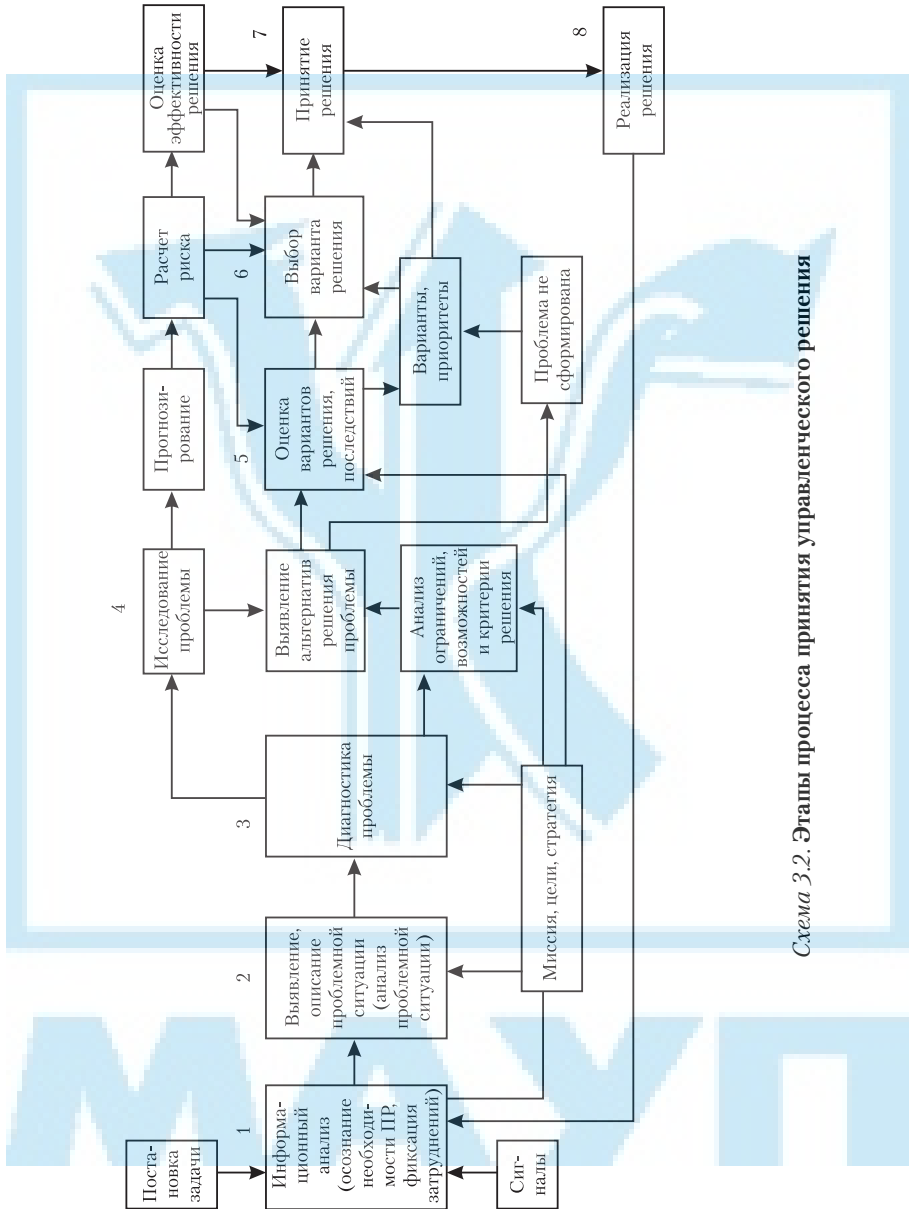 Поста-
новка
задачи
1
Информа-
ционный
анализ
(осознание
необходи-
мости ПР,
фиксация
затруднений)
Сиг-
налы
2
Выявление,
описание
проблемной
ситуации
(анализ
проблемной
ситуации)
3
Диагностика
проблемы
Миссия, цели, стратегия
4
Исследование
проблемы
Выявление
альтернатив
решения
проблемы
Анализ
ограничений,
возможностей
и критерии
решения
Прогнози-
рование
5
Оценка
вариантов
решения,
последствий
Варианты,
приоритеты
Проблема не
сформирована
Расчет
риска
6
Выбор
варианта
решения
Оценка
эффективности
решения
7
Принятие
решения
8
Реализация
решения
Схема 3.2. Этапы процесса принятия управленческого решения
МАУП